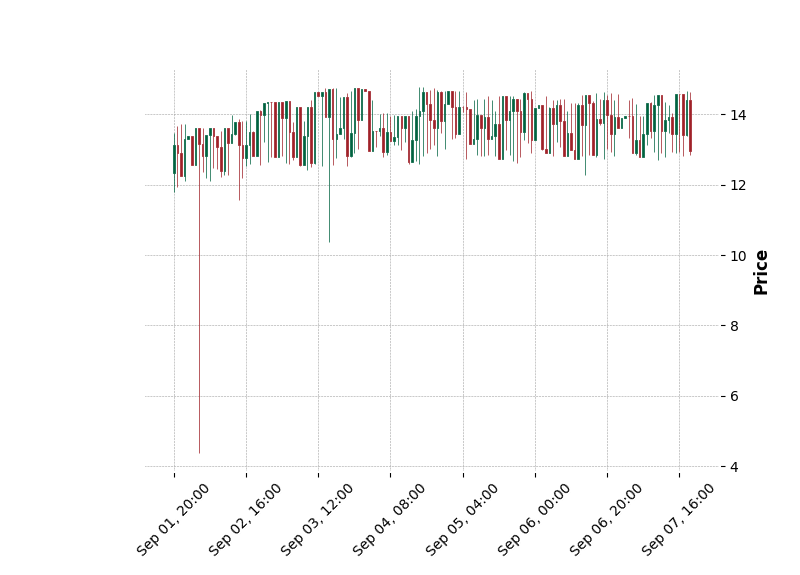 14
12
10
8
6
4
Price
Sep 01, 20:00
Sep 02, 16:00
Sep 03, 12:00
Sep 04, 08:00
Sep 05, 04:00
Sep 06, 00:00
Sep 06, 20:00
Sep 07, 16:00